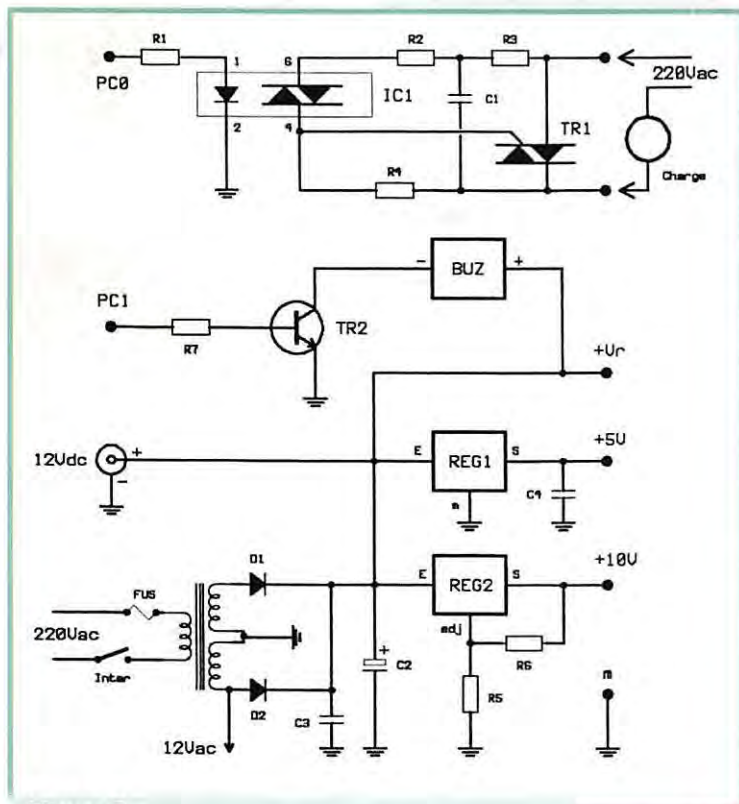 R1
R2
R3
PC0
1
6
220Vac
IC1
C1
TR1
2
4
R4
Charge
- BUZ +
PC1
TR2
R7
+Vr
+5V
12Vdc
+
-
E REG1 S
m
C4
D1
+10V
FUS
E REG2 S
220Vac
adj
R6
+
C2
Inter
R5
m
D2
C3
12Vac